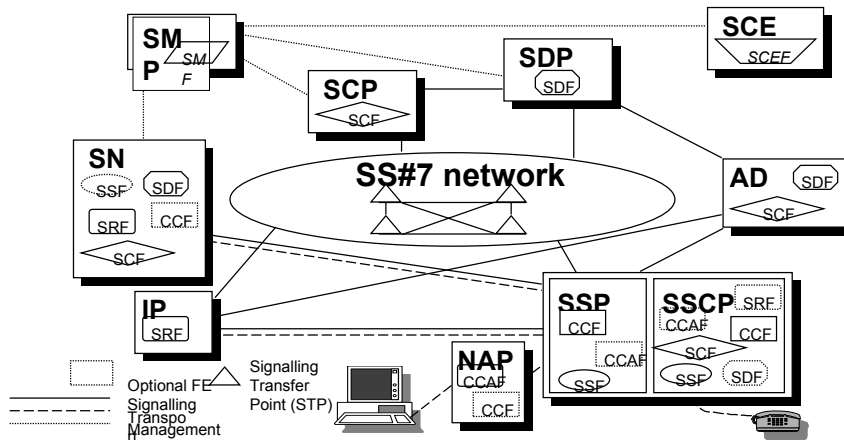 SM
P
SM
F
SCE
SCEF
SDP
SDF
SCP
SCF
SN
SSF
SDF
SRF
CCF
SCF
SS#7 network
AD
SDF
SCF
IP
SRF
SSP
CCF
CCAF
SSF
SSCP
SRF
CCAF
CCF
SCF
SSF
SDF
NAP
CCAF
CCF
Optional FE
Signalling
Transfer
Point (STP)
Signalling
Transpo
Management